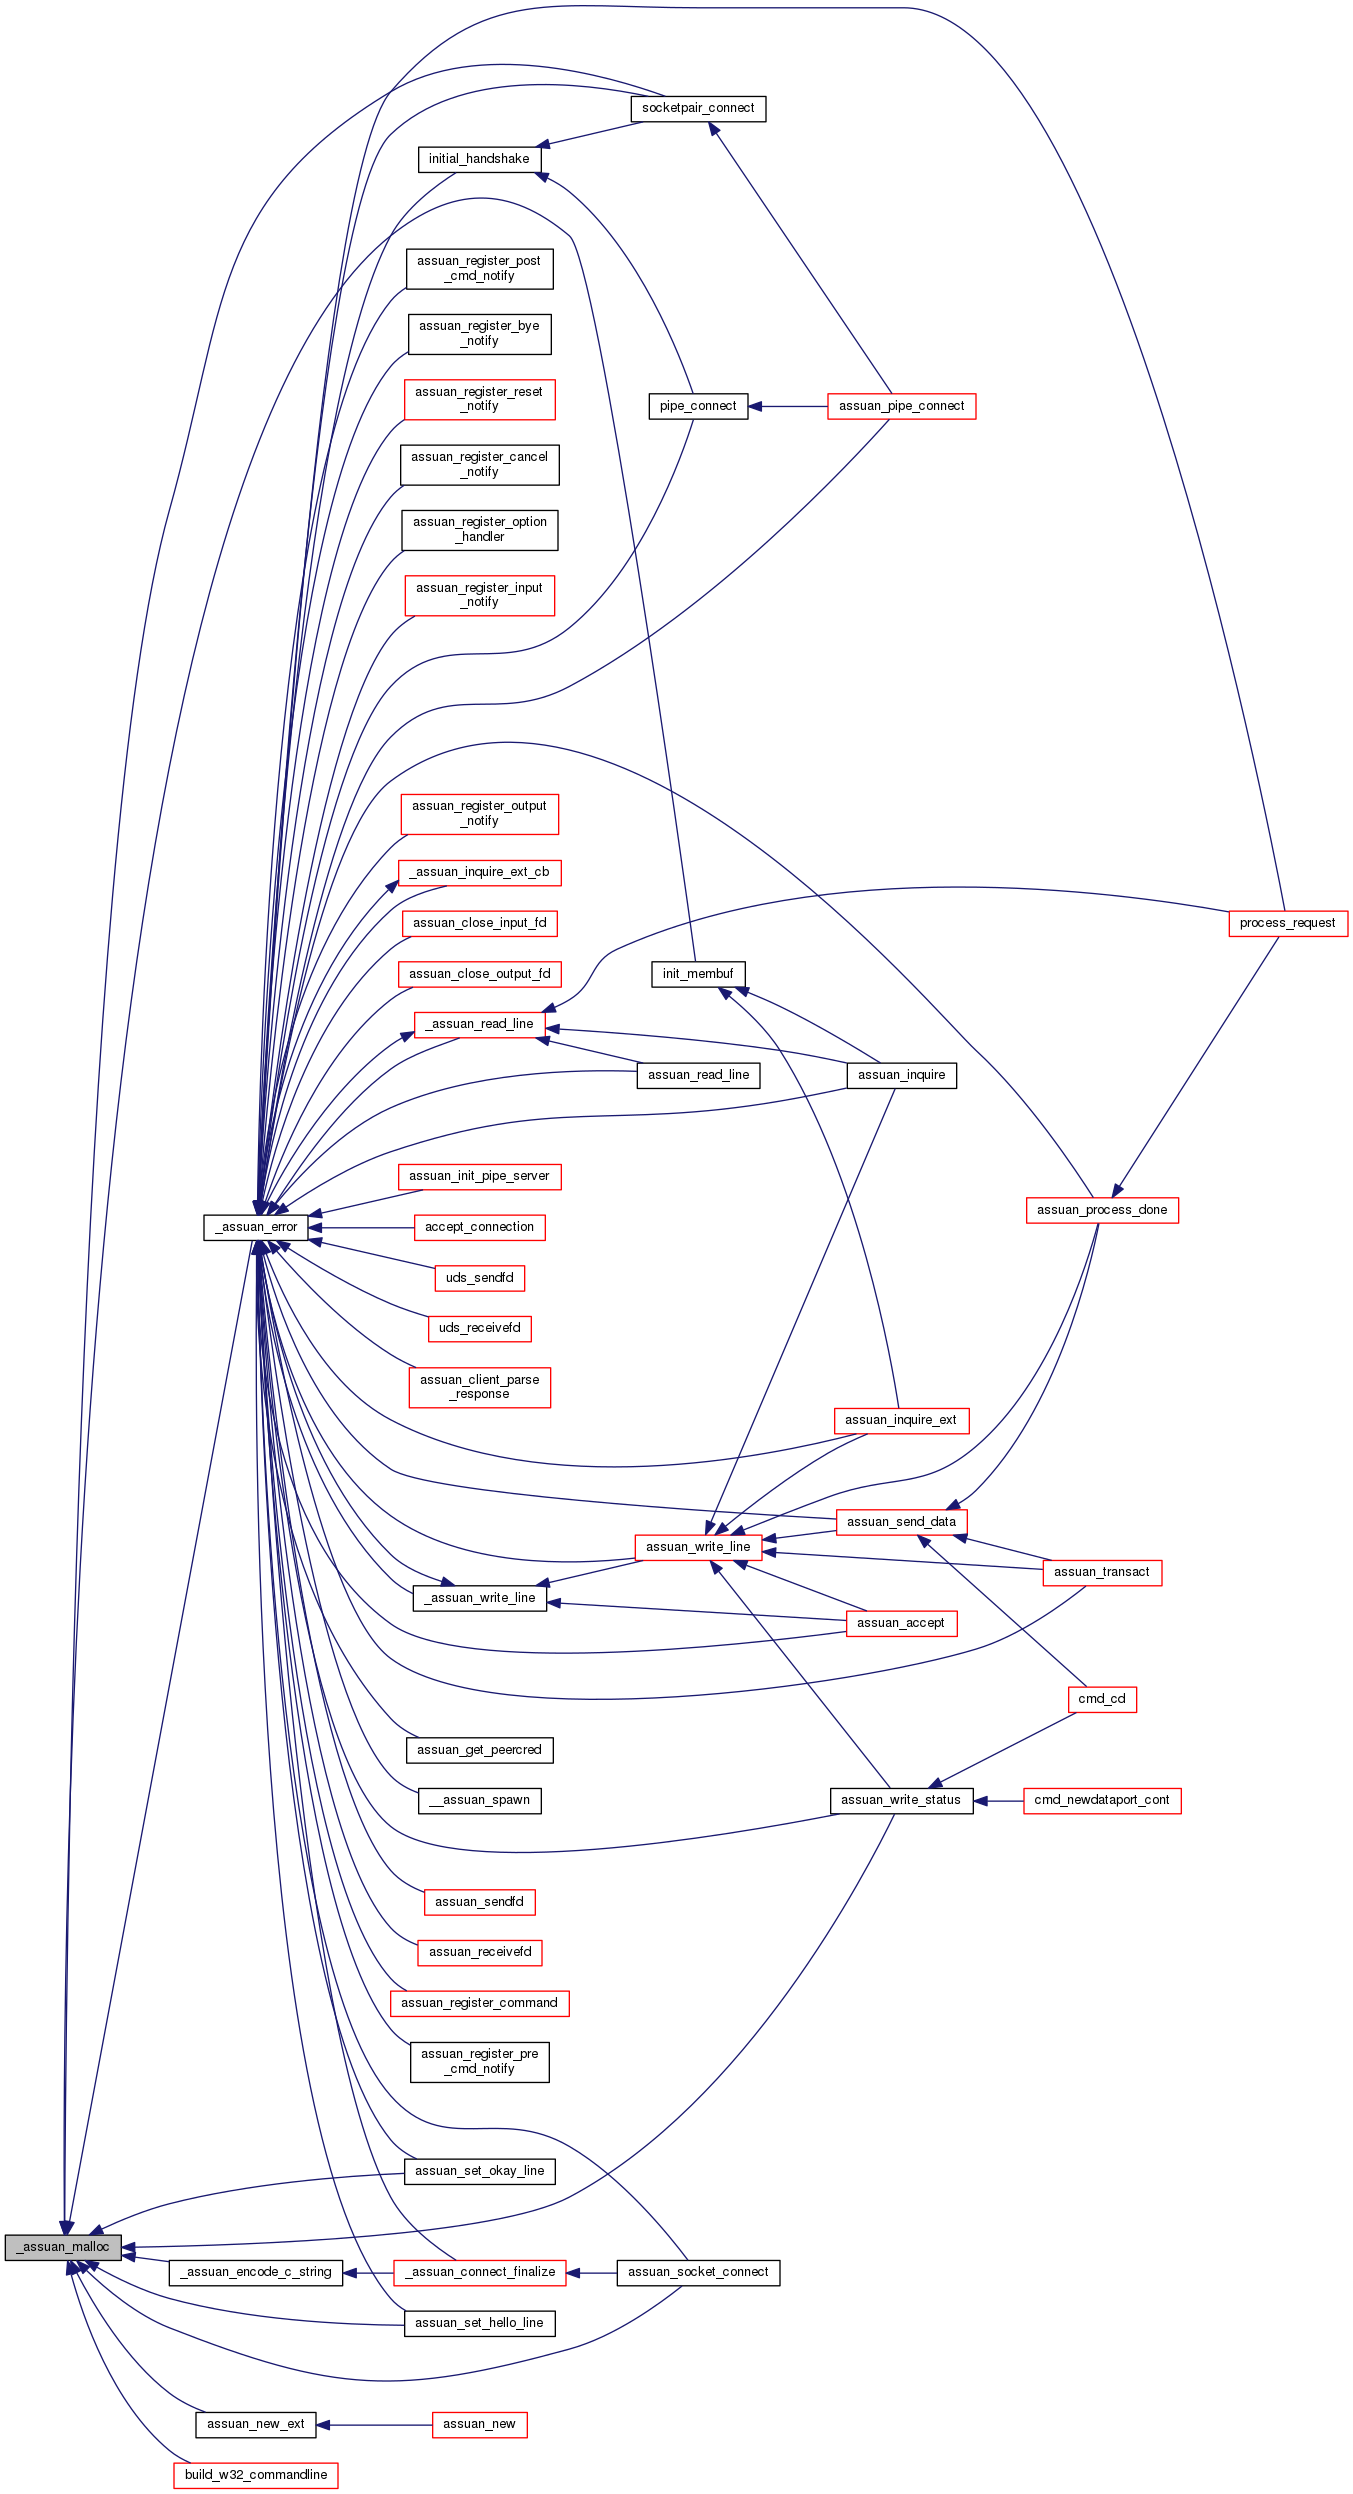 socketpair_connect
initial_handshake
assuan_register_post
_cmd_notify
assuan_register_bye
_notify
assuan_register_reset
_notify
pipe_connect
assuan_pipe_connect
assuan_register_cancel
_notify
assuan_register_option
_handler
assuan_register_input
_notify
assuan_register_output
_notify
_assuan_inquire_ext_cb
assuan_close_input_fd
process_request
assuan_close_output_fd
init_membuf
_assuan_read_line
assuan_read_line
assuan_inquire
assuan_init_pipe_server
assuan_process_done
_assuan_error
accept_connection
uds_sendfd
uds_receivefd
assuan_client_parse
_response
assuan_inquire_ext
assuan_send_data
assuan_write_line
assuan_transact
_assuan_write_line
assuan_accept
cmd_cd
assuan_get_peercred
__assuan_spawn
assuan_write_status
cmd_newdataport_cont
assuan_sendfd
assuan_receivefd
assuan_register_command
assuan_register_pre
_cmd_notify
assuan_set_okay_line
_assuan_malloc
_assuan_encode_c_string
_assuan_connect_finalize
assuan_socket_connect
assuan_set_hello_line
assuan_new_ext
assuan_new
build_w32_commandline